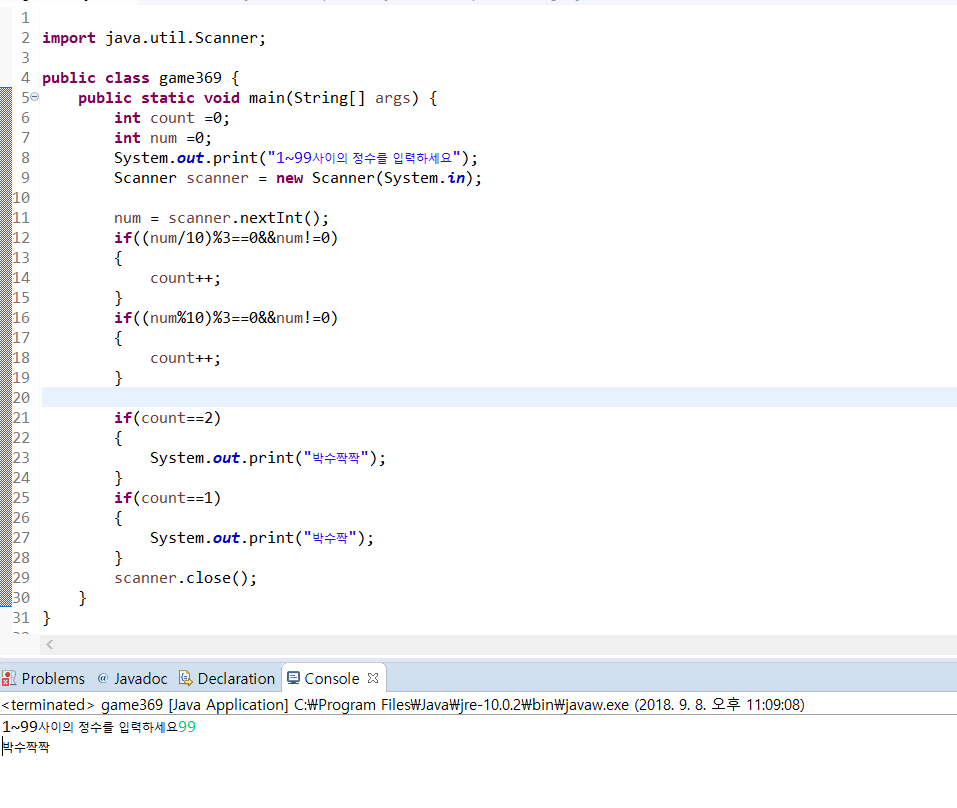 1
2 import java.util.Scanner;
3
4 public class game369 {
5 public static void main(String[] args) {
6 int count =0;
7 int num =0;
8 System.out.print("1~99사이의 정수를 입력하세요");
9 Scanner scanner = new Scanner(System.in);
10
11 num = scanner.nextInt();
12 if((num/10)%3==0&&num!=0)
13 {
14 count++;
15 }
16 if((num%10)%3==0&&num!=0)
17 {
18 count++;
19 }
20
21 if(count==2)
22 {
23 System.out.print("박수짝짝");
24 }
25 if(count==1)
26 {
27 System.out.print("박수짝");
28 }
29 scanner.close();
30 }
31 }
Problems Javadoc Declaration Console
<terminated> game369 [Java Application] C:₩Program Files₩Java₩jre-10.0.2₩bin₩javaw.exe (2018. 9. 8. 오후 11:09:08)
1~99사이의 정수를 입력하세요99
박수짝짝